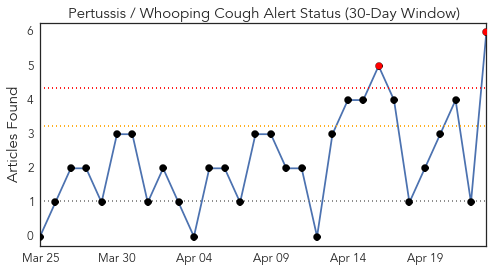 Pertussis / Whooping Cough Alert Status (30-Day Window)
Articles Found
6
5
4
3
2
1
0
Mar 25 Mar 30 Apr 04 Apr 09 Apr 14 Apr 19